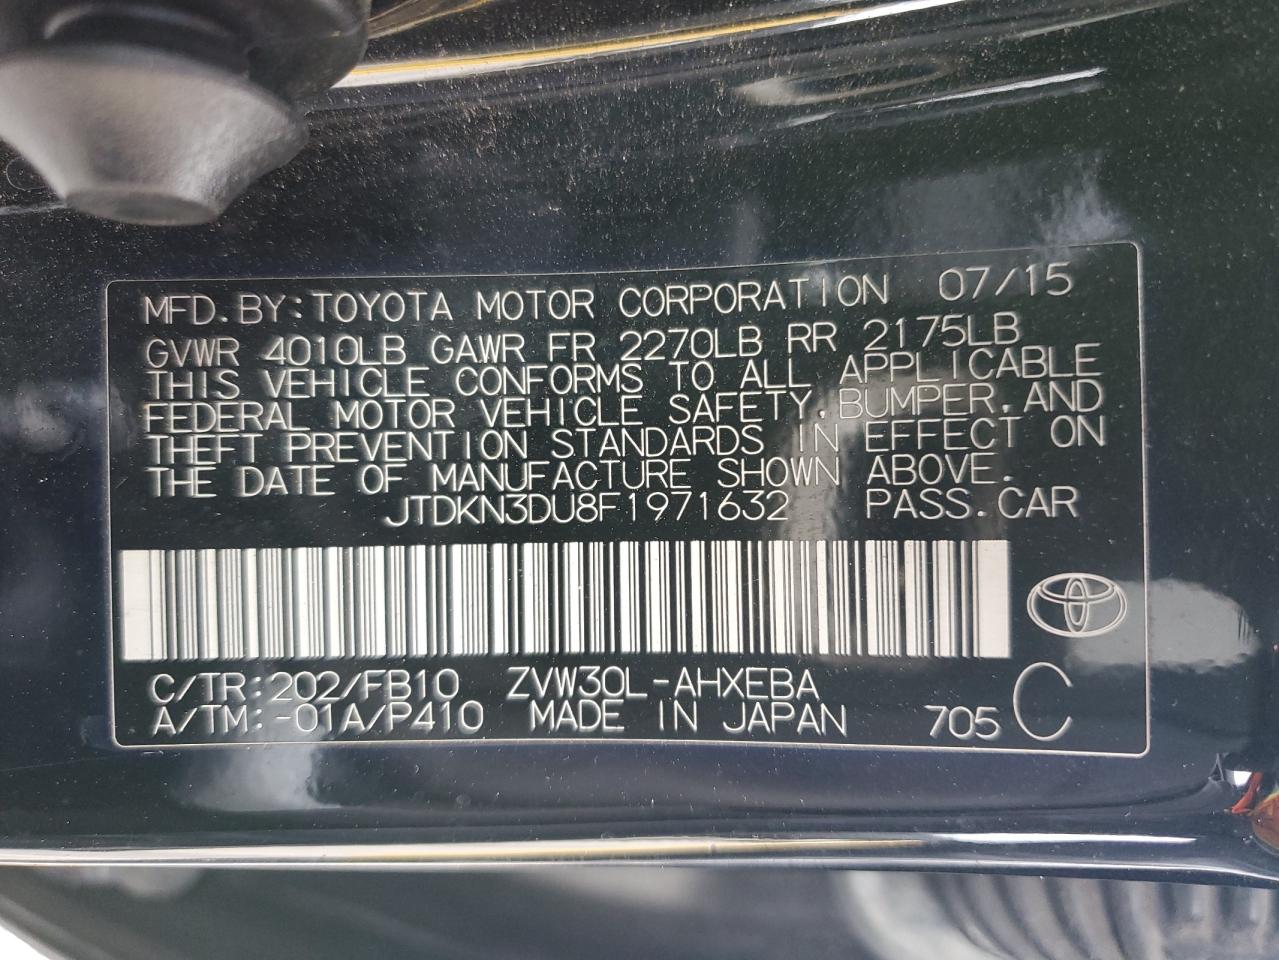 MFD. BY: TOYOTA MOTOR CORPORATION 07/15
GVWR 4010LB GAWR FR 2270LB RR 2175LB
THIS VEHICLE CONFORMS TO ALL APPLICABLE
FEDERAL MOTOR VEHICLE SAFETY, BUMPER, AND
THEFT PREVENTION STANDARDS IN EFFECT ON
THE DATE OF MANUFACTURE SHOWN ABOVE.
JTDKN3DU8F1971632 PASS. CAR
C/TR: 202/FB10 ZVW30L-AHXEBA
A/TM: -01A/P410 MADE IN JAPAN 705 C